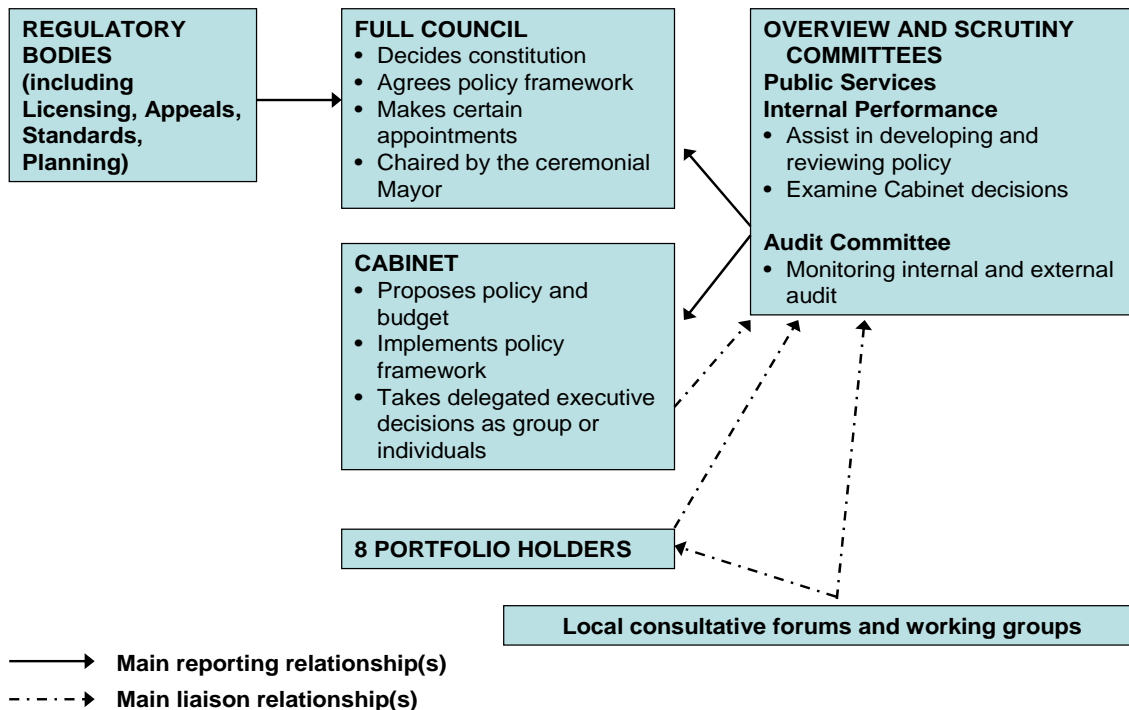 REGULATORY
BODIES
(including
Licensing, Appeals,
Standards,
Planning)
FULL COUNCIL
• Decides constitution
• Agrees policy framework
• Makes certain
appointments
• Chaired by the ceremonial
Mayor
OVERVIEW AND SCRUTINY
COMMITTEES
Public Services
Internal Performance
• Assist in developing and
reviewing policy
• Examine Cabinet decisions
Audit Committee
• Monitoring internal and external
audit
CABINET
• Proposes policy and
budget
• Implements policy
framework
• Takes delegated executive
decisions as group or
individuals
8 PORTFOLIO HOLDERS
Local consultative forums and working groups
Main reporting relationship(s)
Main liaison relationship(s)